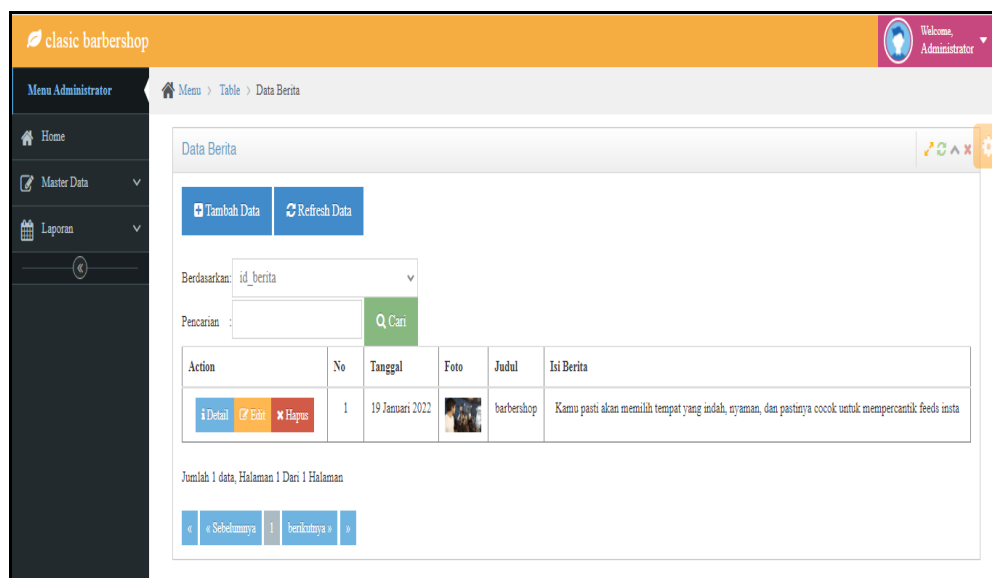 clasic barbershop
Welcome,
Administrator
Menu Administrator
Menu > Table > Data Berita
Home
Master Data
Laporan
Data Berita
Tambah Data
Refresh Data
Berdasarkan: id_berita
Pencarian :
Cari
Action No Tanggal Foto Judul Isi Berita
Detail Edit Hapus 1 19 Januari 2022 barbershop Kamu pasti akan memilih tempat yang indah, nyaman, dan pastinya cocok untuk mempercantik feeds insta
Jumlah 1 data, Halaman 1 Dari 1 Halaman
« « Sebelumnya 1 berikutnya » »